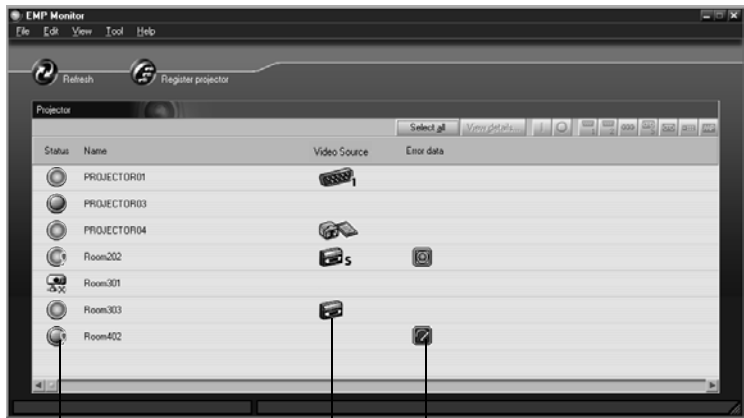 EMP Monitor
File Edit View Tool Help
Refresh Register projector
Projector
Select all View details...
Status Name Video Source Error data
PROJECTOR01 1
PROJECTOR03
PROJECTOR04
Room202 S
Room301
Room303
Room402